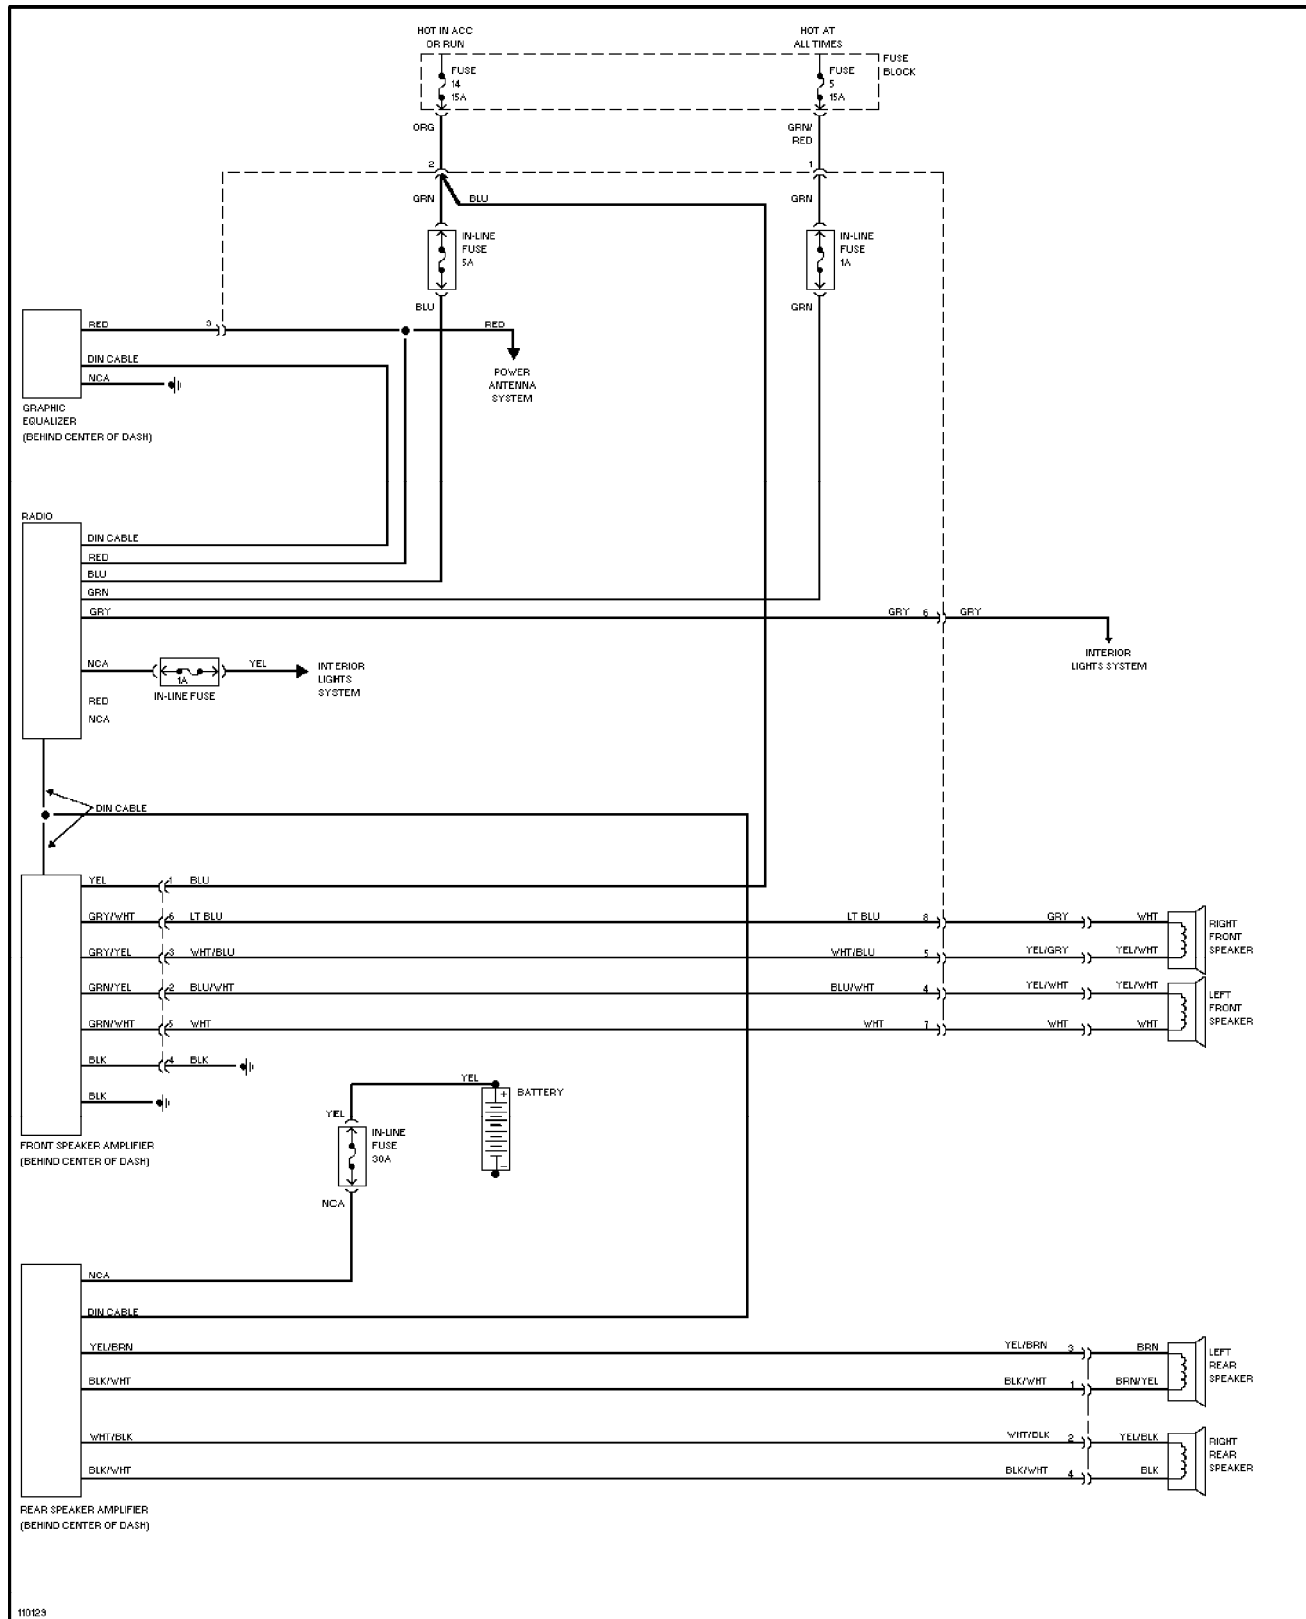 HOT IN ACC
OR RUN
HOT AT
ALL TIMES
FUSE
14
15A
FUSE
5
15A
FUSE
BLOCK
ORG
GRN/
RED
2
1
GRN
BLU
GRN
IN-LINE
FUSE
5A
IN-LINE
FUSE
1A
BLU
GRN
RED
3
RED
DIN CABLE
NCA
POWER
ANTENNA
SYSTEM
GRAPHIC
EQUALIZER
(BEHIND CENTER OF DASH)
RADIO
DIN CABLE
RED
BLU
GRN
GRY
GRY
6
GRY
INTERIOR
LIGHTS SYSTEM
NCA
1A
YEL
INTERIOR
LIGHTS
SYSTEM
IN-LINE FUSE
RED
NCA
DIN CABLE
YEL
1
BLU
GRY/WHT
6
LT BLU
LT BLU
8
GRY
WHT
RIGHT
FRONT
SPEAKER
GRY/YEL
3
WHT/BLU
WHT/BLU
5
YEL/GRY
YEL/WHT
GRN/YEL
2
BLU/WHT
BLU/WHT
4
YEL/WHT
YEL/WHT
LEFT
FRONT
SPEAKER
GRN/WHT
5
WHT
WHT
7
WHT
WHT
BLK
4
BLK
BLK
YEL
+
BATTERY
-
YEL
IN-LINE
FUSE
30A
NCA
FRONT SPEAKER AMPLIFIER
(BEHIND CENTER OF DASH)
NCA
DIN CABLE
YEL/BRN
YEL/BRN
3
BRN
LEFT
REAR
SPEAKER
BLK/WHT
BLK/WHT
1
BRN/YEL
WHT/BLK
WHT/BLK
2
YEL/BLK
RIGHT
REAR
SPEAKER
BLK/WHT
BLK/WHT
4
BLK
REAR SPEAKER AMPLIFIER
(BEHIND CENTER OF DASH)
110129